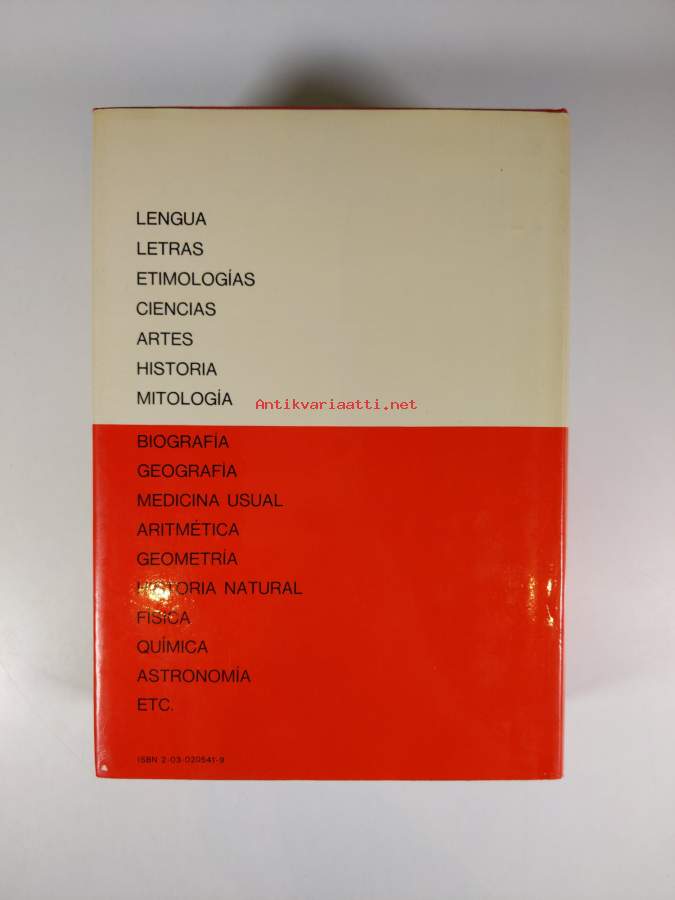 LENGUA
LETRAS
ETIMOLOGÍAS
CIENCIAS
ARTES
HISTORIA
MITOLOGÍA
Antikvariaatti.net
BIOGRAFÍA
GEOGRAFÍA
MEDICINA USUAL
ARITMÉTICA
GEOMETRÍA
HISTORIA NATURAL
FÍSICA
QUÍMICA
ASTRONOMÍA
ETC.
ISBN 2-03-020541-9